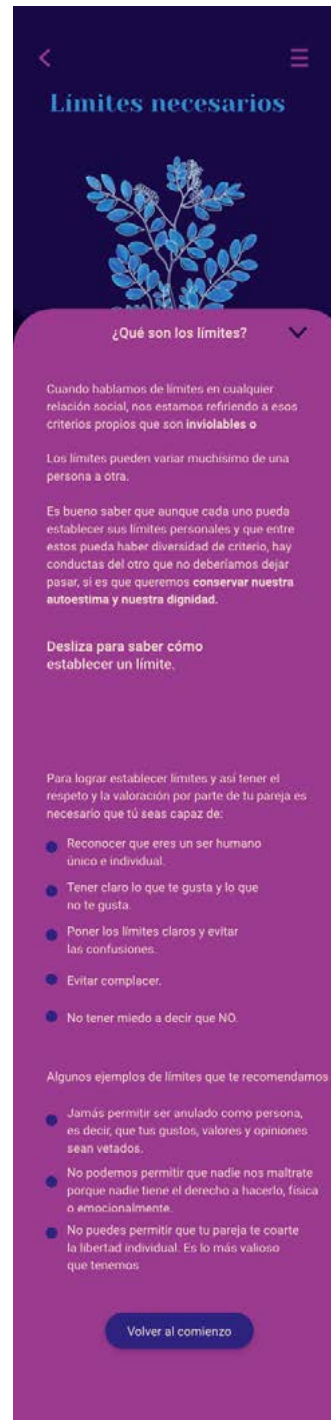 Límites necesarios
¿Qué son los límites?
Cuando hablamos de límites en cualquier
relación social, nos estamos refiriendo a esos
criterios propios que son inviolables o
Los límites pueden variar muchísimo de una
persona a otra.
Es bueno saber que aunque cada uno pueda
establecer sus límites personales y que entre
estos pueda haber diversidad de criterio, hay
conductas del otro que no deberíamos dejar
pasar, si es que queremos conservar nuestra
autoestima y nuestra dignidad.
Desliza para saber cómo
establecer un límite.
Para lograr establecer límites y así tener el
respeto y la valoración por parte de tu pareja es
necesario que tú seas capaz de:
Reconocer que eres un ser humano
único e individual.
Tener claro lo que te gusta y lo que
no te gusta.
Poner los límites claros y evitar
las confusiones.
Evitar complacer.
No tener miedo a decir que NO.
Algunos ejemplos de límites que te recomendamos
Jamás permitir ser anulado como persona,
es decir, que tus gustos, valores y opiniones
sean vetados.
No podemos permitir que nadie nos maltrate
porque nadie tiene el derecho a hacerlo, física
o emocionalmente.
No puedes permitir que tu pareja te coarte
la libertad individual. Es lo más valioso
que tenemos
Volver al comienzo